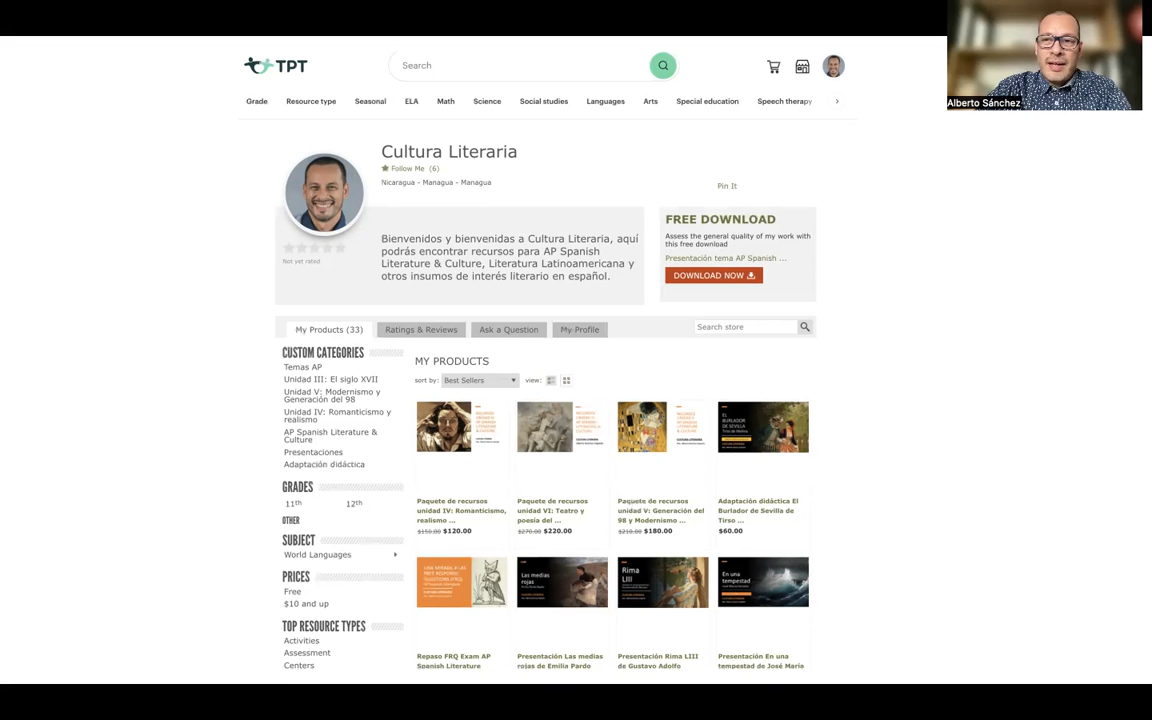 TPT
Search
Alberto Sánchez
Grade Resource type Seasonal ELA Math Science Social studies Languages Arts Special education Speech therapy
Cultura Literaria
Follow Me (6)
Nicaragua - Managua - Managua
Pin It
Bienvenidos y bienvenidas a Cultura Literaria, aquí
podrás encontrar recursos para AP Spanish
Literature & Culture, Literatura Latinoamericana y
otros insumos de interés literario en español.
Not yet rated
FREE DOWNLOAD
Assess the general quality of my work with
this free download
Presentación tema AP Spanish ...
DOWNLOAD NOW
My Products (33) Ratings & Reviews Ask a Question My Profile
Search store
CUSTOM CATEGORIES
Temas AP
Unidad III: El siglo XVII
Unidad V: Modernismo y
Generación del 98
Unidad IV: Romanticismo y
realismo
AP Spanish Literature &
Culture
Presentaciones
Adaptación didáctica
GRADES
11th 12th
OTHER
SUBJECT
World Languages
PRICES
Free
$10 and up
TOP RESOURCE TYPES
Activities
Assessment
Centers
MY PRODUCTS
sort by: Best Sellers view:
EL
BURLADOR
DE SEVILLA
Tirso de Molina
Paquete de recursos
unidad IV: Romanticismo,
realismo ...
$150.00 $120.00
Paquete de recursos
unidad VI: Teatro y
poesía del ...
$270.00 $220.00
Paquete de recursos
unidad V: Generación del
98 y Modernismo ...
$210.00 $180.00
Adaptación didáctica El
Burlador de Sevilla de
Tirso ...
$60.00
Las medias
rojas
Rima
LIII
En una
tempestad
Repaso FRQ Exam AP
Spanish Literature
Presentación Las medias
rojas de Emilia Pardo
Presentación Rima LIII
de Gustavo Adolfo
Presentación En una
tempestad de José María